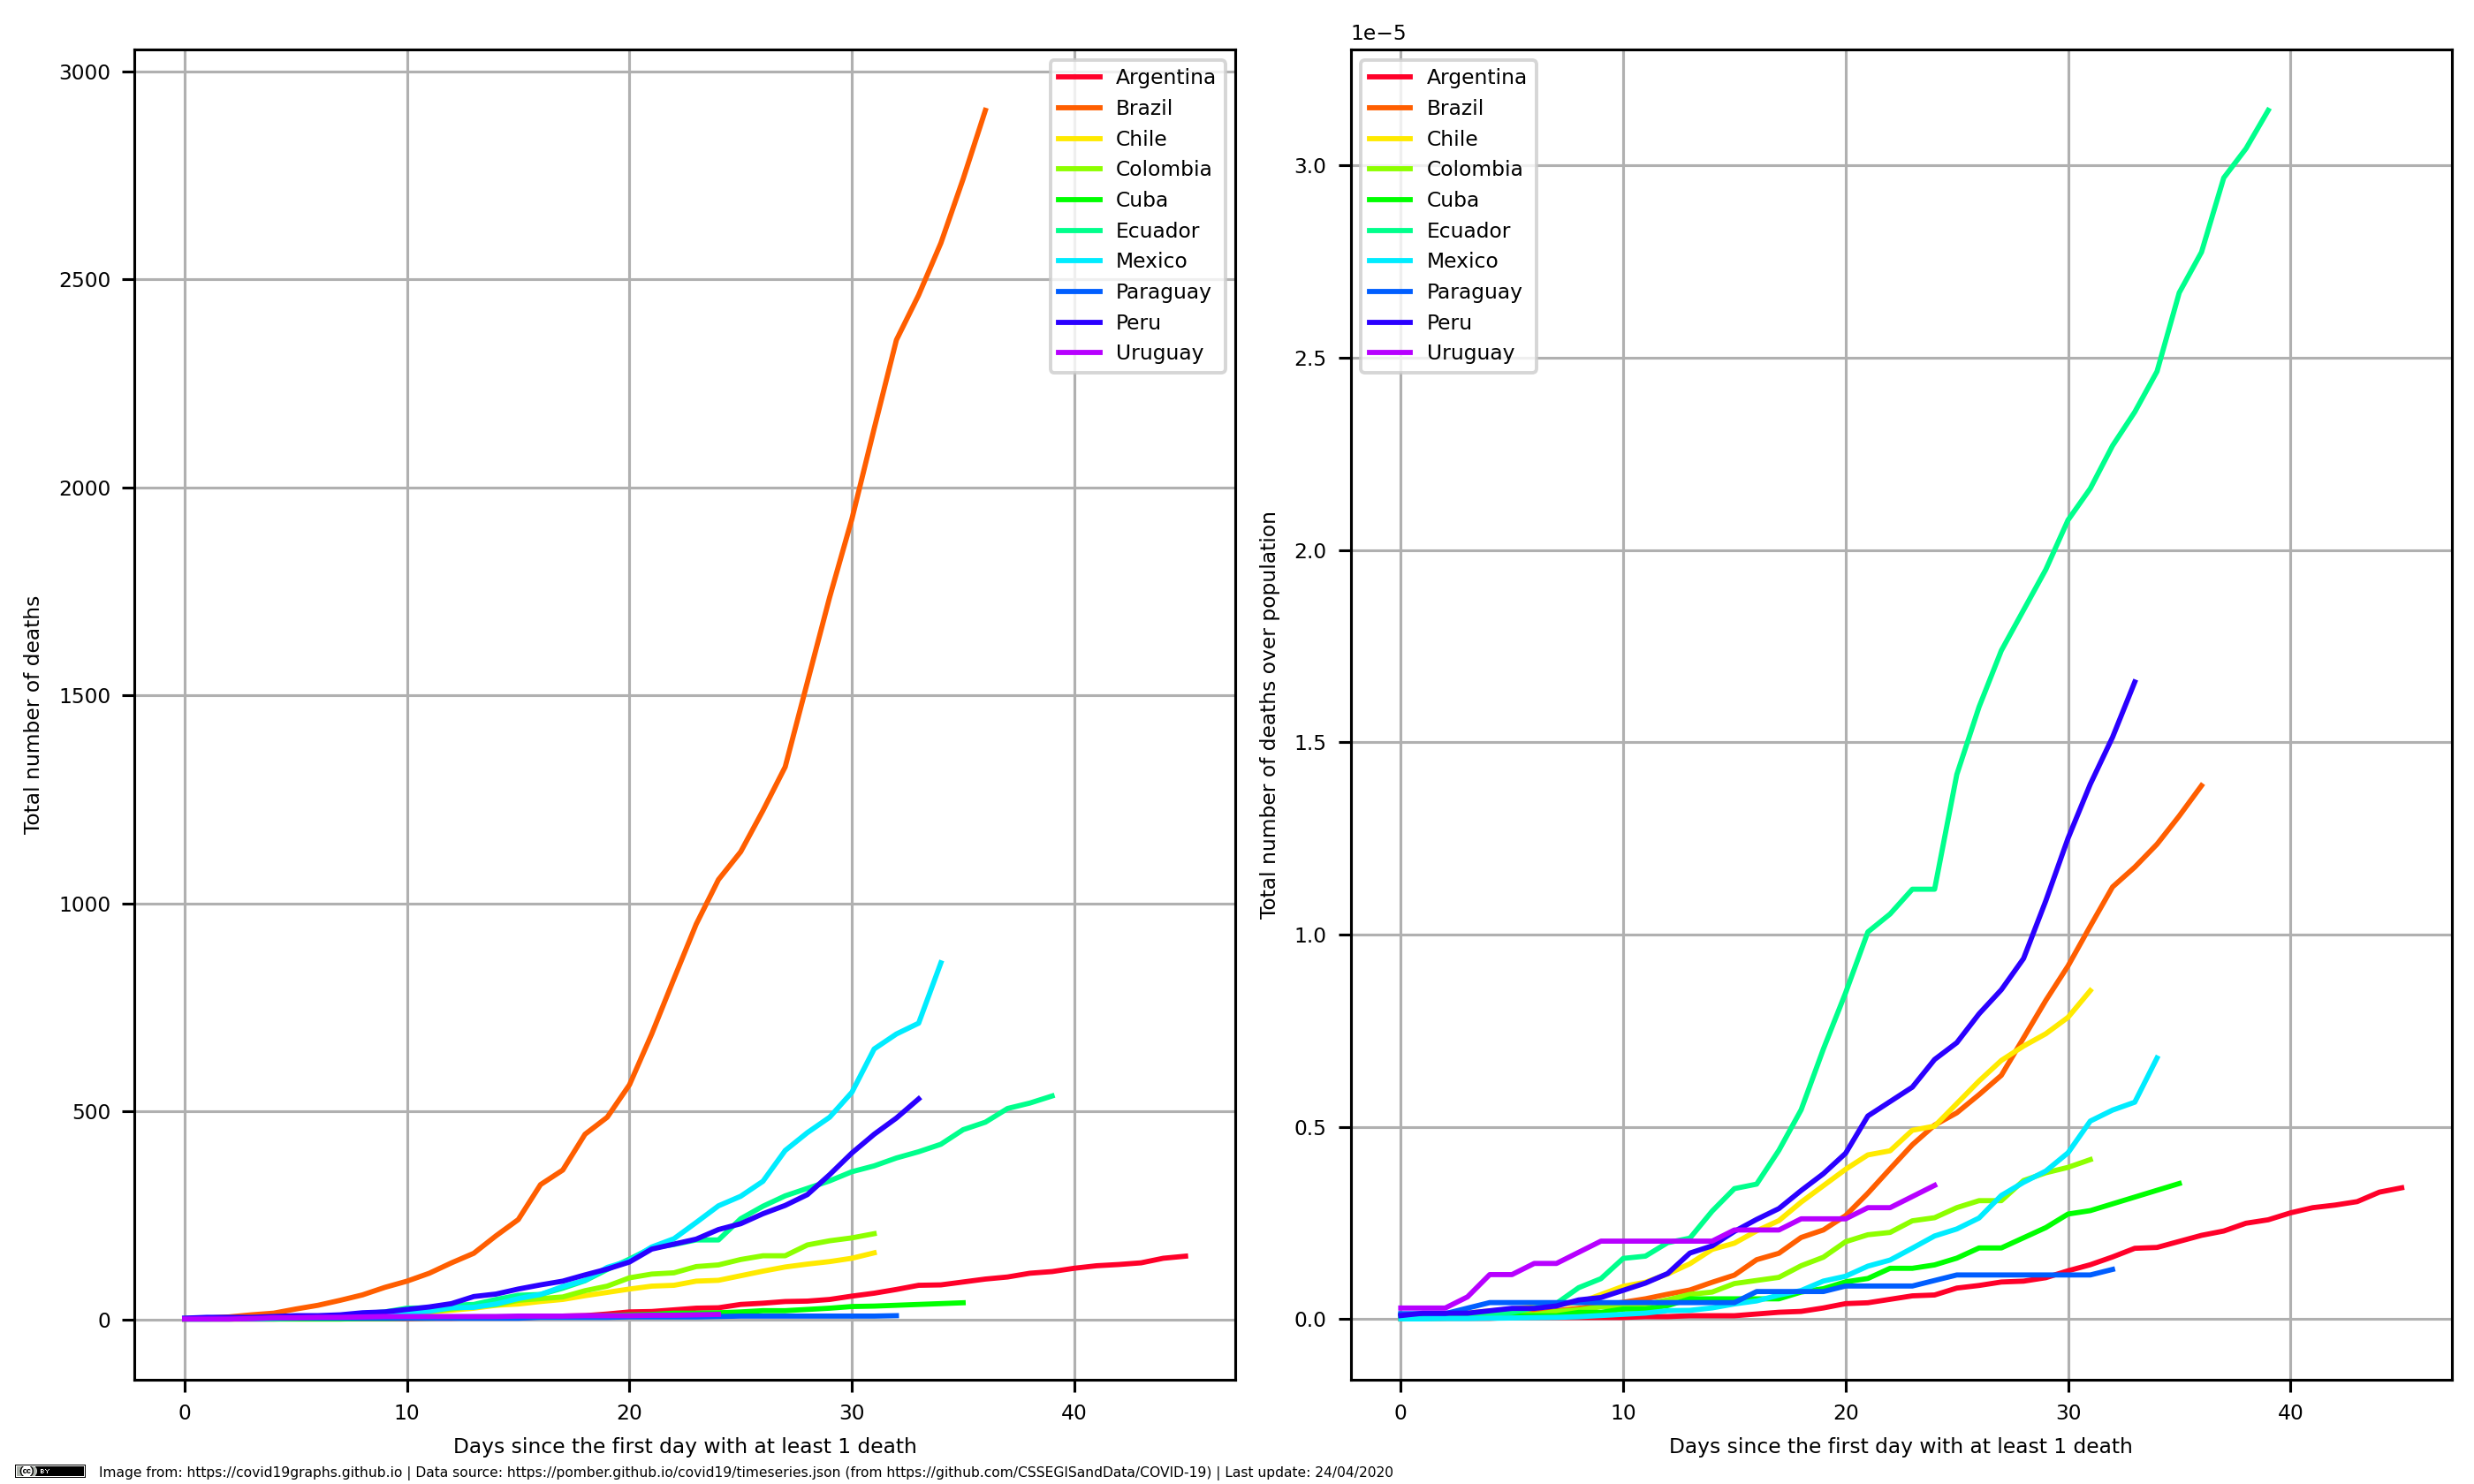 3000
2500
2000
1500
1000
500
0
0 10 20 30 40
Total number of deaths
Days since the first day with at least 1 death
Argentina
Brazil
Chile
Colombia
Cuba
Ecuador
Mexico
Paraguay
Peru
Uruguay
1e−5
3.0
2.5
2.0
1.5
1.0
0.5
0.0
0 10 20 30 40
Total number of deaths over population
Days since the first day with at least 1 death
Argentina
Brazil
Chile
Colombia
Cuba
Ecuador
Mexico
Paraguay
Peru
Uruguay
(cc) BY Image from: https://covid19graphs.github.io | Data source: https://pomber.github.io/covid19/timeseries.json (from https://github.com/CSSEGISandData/COVID-19) | Last update: 24/04/2020